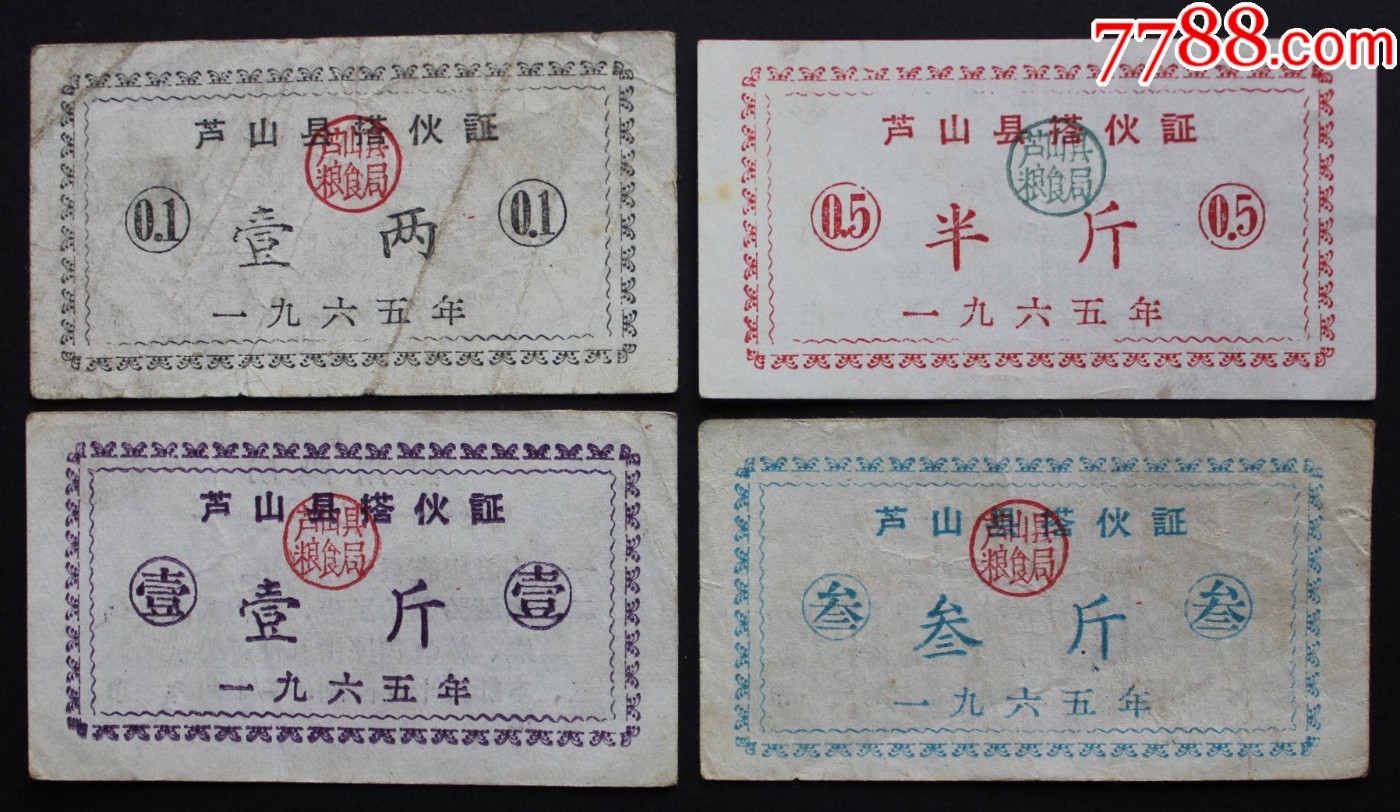 7788.com
芦山县搭伙証
芦山县
粮食局
0.1 壹两 0.1
一九六五年
芦山县搭伙証
芦山县
粮食局
0.5 半斤 0.5
一九六五年
芦山县搭伙証
芦山县
粮食局
壹 壹斤 壹
一九六五年
芦山县搭伙証
芦山县
粮食局
叁 叁斤 叁
一九六五年